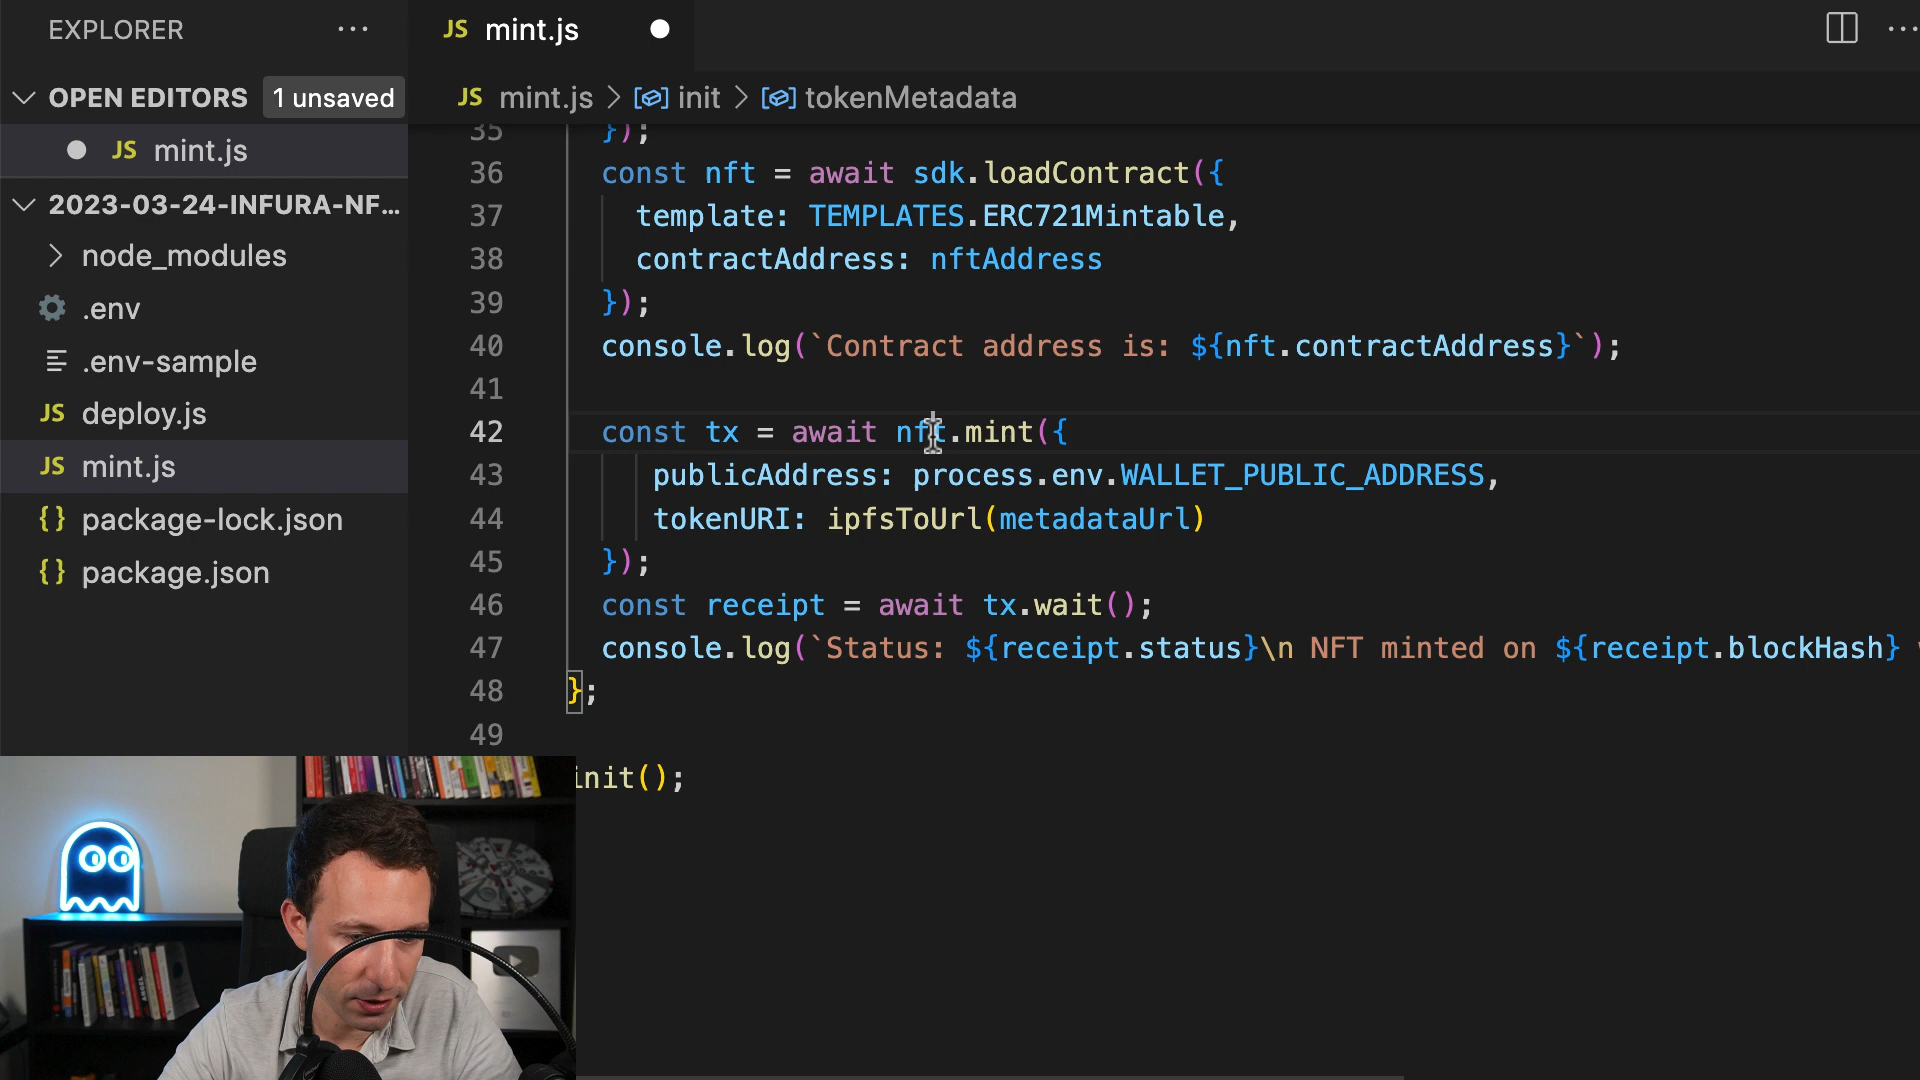 EXPLORER ···
JS mint.js
OPEN EDITORS 1 unsaved
JS mint.js
2023-03-24-INFURA-NF...
node_modules
.env
.env-sample
JS deploy.js
JS mint.js
{} package-lock.json
{} package.json
JS mint.js > init > tokenMetadata
35 });
36 const nft = await sdk.loadContract({
37 template: TEMPLATES.ERC721Mintable,
38 contractAddress: nftAddress
39 });
40 console.log(`Contract address is: ${nft.contractAddress}`);
41
42 const tx = await nft.mint({
43 publicAddress: process.env.WALLET_PUBLIC_ADDRESS,
44 tokenURI: ipfsToUrl(metadataUrl)
45 });
46 const receipt = await tx.wait();
47 console.log(`Status: ${receipt.status}\n NFT minted on ${receipt.blockHash}
48 };
49
init();